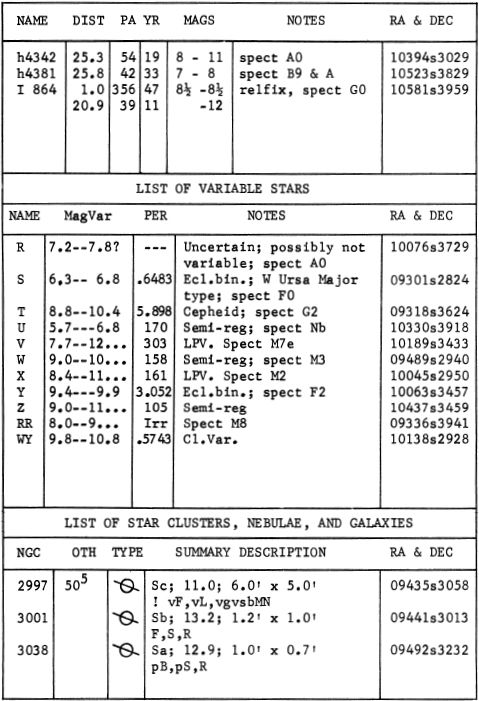 NAME DIST PA YR MAGS NOTES RA & DEC
h4342 25.3 54 19 8 - 11 spect A0 10394s3029
h4381 25.8 42 33 7 - 8 spect B9 & A 10523s3829
I 864 1.0 356 47 8½ -8½ relfix, spect G0 10581s3959
20.9 39 11 -12
LIST OF VARIABLE STARS
NAME MagVar PER NOTES RA & DEC
R 7.2--7.8? --- Uncertain; possibly not 10076s3729
variable; spect A0
S 6.3-- 6.8 .6483 Ecl.bin.; W Ursa Major 09301s2824
type; spect F0
T 8.8--10.4 5.898 Cepheid; spect G2 09318s3624
U 5.7---6.8 170 Semi-reg; spect Nb 10330s3918
V 7.7--12... 303 LPV. Spect M7e 10189s3433
W 9.0--10... 158 Semi-reg; spect M3 09489s2940
X 8.4--11... 161 LPV. Spect M2 10045s2950
Y 9.4---9.9 3.052 Ecl.bin.; spect F2 10063s3457
Z 9.0--11... 105 Semi-reg 10437s3459
RR 8.0--9... Irr Spect M8 09336s3941
WY 9.8--10.8 .5743 Cl.Var. 10138s2928
LIST OF STAR CLUSTERS, NEBULAE, AND GALAXIES
NGC OTH TYPE SUMMARY DESCRIPTION RA & DEC
2997 50⁵ Sc; 11.0; 6.0' x 5.0' 09435s3058
! vF,vL,vgvsbMN
3001 Sb; 13.2; 1.2' x 1.0' 09441s3013
F,S,R
3038 Sa; 12.9; 1.0' x 0.7' 09492s3232
pB,pS,R